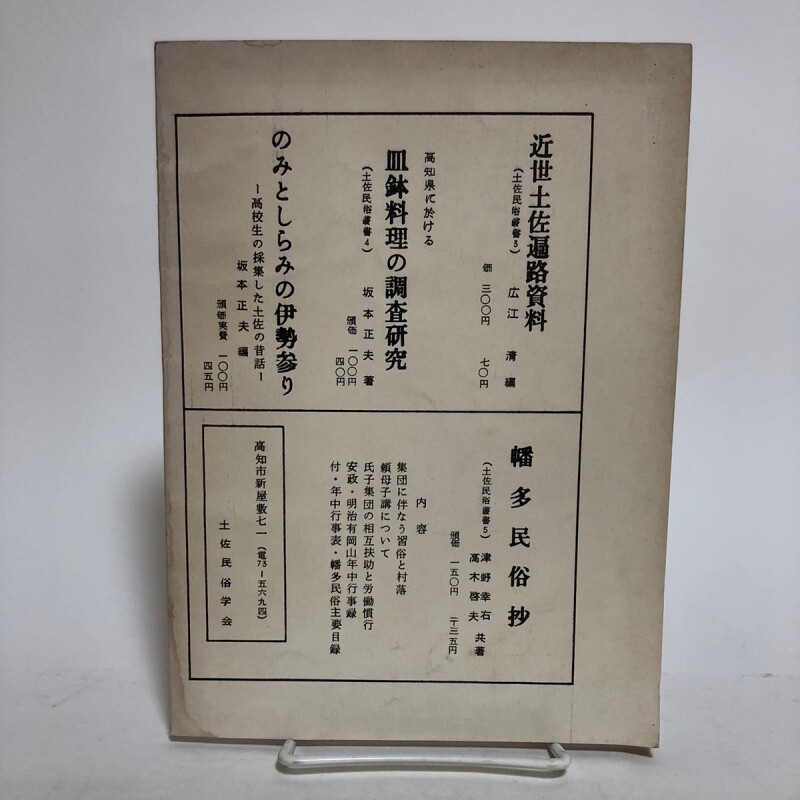 近世土佐遍路資料
(土佐民俗叢書3)
広江 清編
価 三〇〇円 七〇円
高知県に於ける
皿鉢料理の調査研究
(土佐民俗叢書4)
坂本正夫著
頒価 一〇〇円
四〇円
のみとしらみの伊勢参り
ー高校生の採集した土佐の昔話ー
坂本正夫編
頒価実費 一〇〇円
四五円
幡多民俗抄
(土佐民俗叢書5)
津野幸右
高木啓夫 共著
頒価 一五〇円 〒三五円
内容
集団に伴なう習俗と村落
頼母子講について
氏子集団の相互扶助と労働慣行
安政・明治有岡山年中行事録
付・年中行事表・幡多民俗主要目録
高知市新屋敷七一 (電73-五六九四)
土佐民俗学会